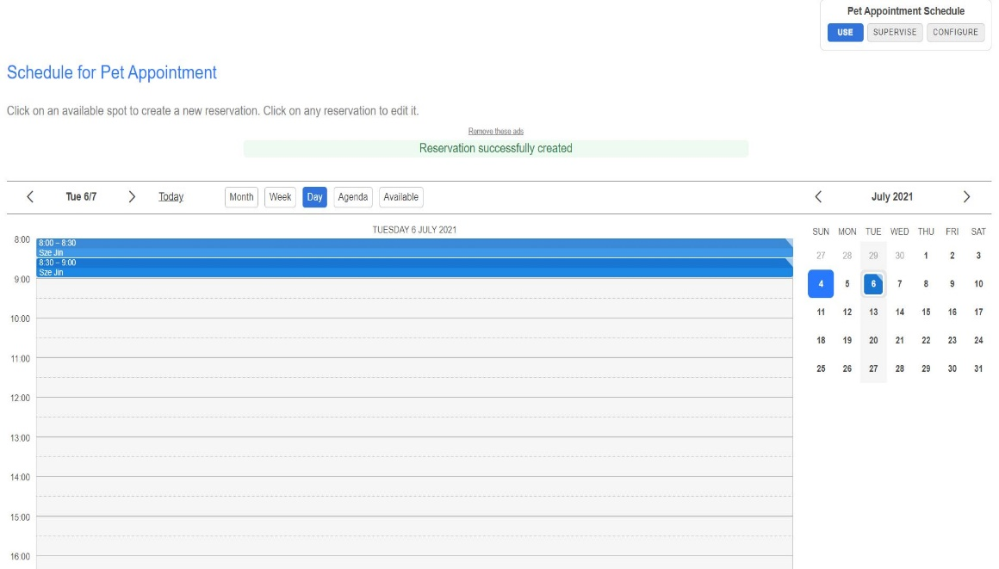 Pet Appointment Schedule
USE SUPERVISE CONFIGURE
Schedule for Pet Appointment
Click on an available spot to create a new reservation. Click on any reservation to edit it.
Remove these ads
Reservation successfully created
Tue 6/7 Today Month Week Day Agenda Available
July 2021
TUESDAY 6 JULY 2021
8:00
8:00 – 8:30
Sze Jin
8:30 – 9:00
Sze Jin
9:00
10:00
11:00
12:00
13:00
14:00
15:00
16:00
SUN MON TUE WED THU FRI SAT
27 28 29 30 1 2 3
4 5 6 7 8 9 10
11 12 13 14 15 16 17
18 19 20 21 22 23 24
25 26 27 28 29 30 31